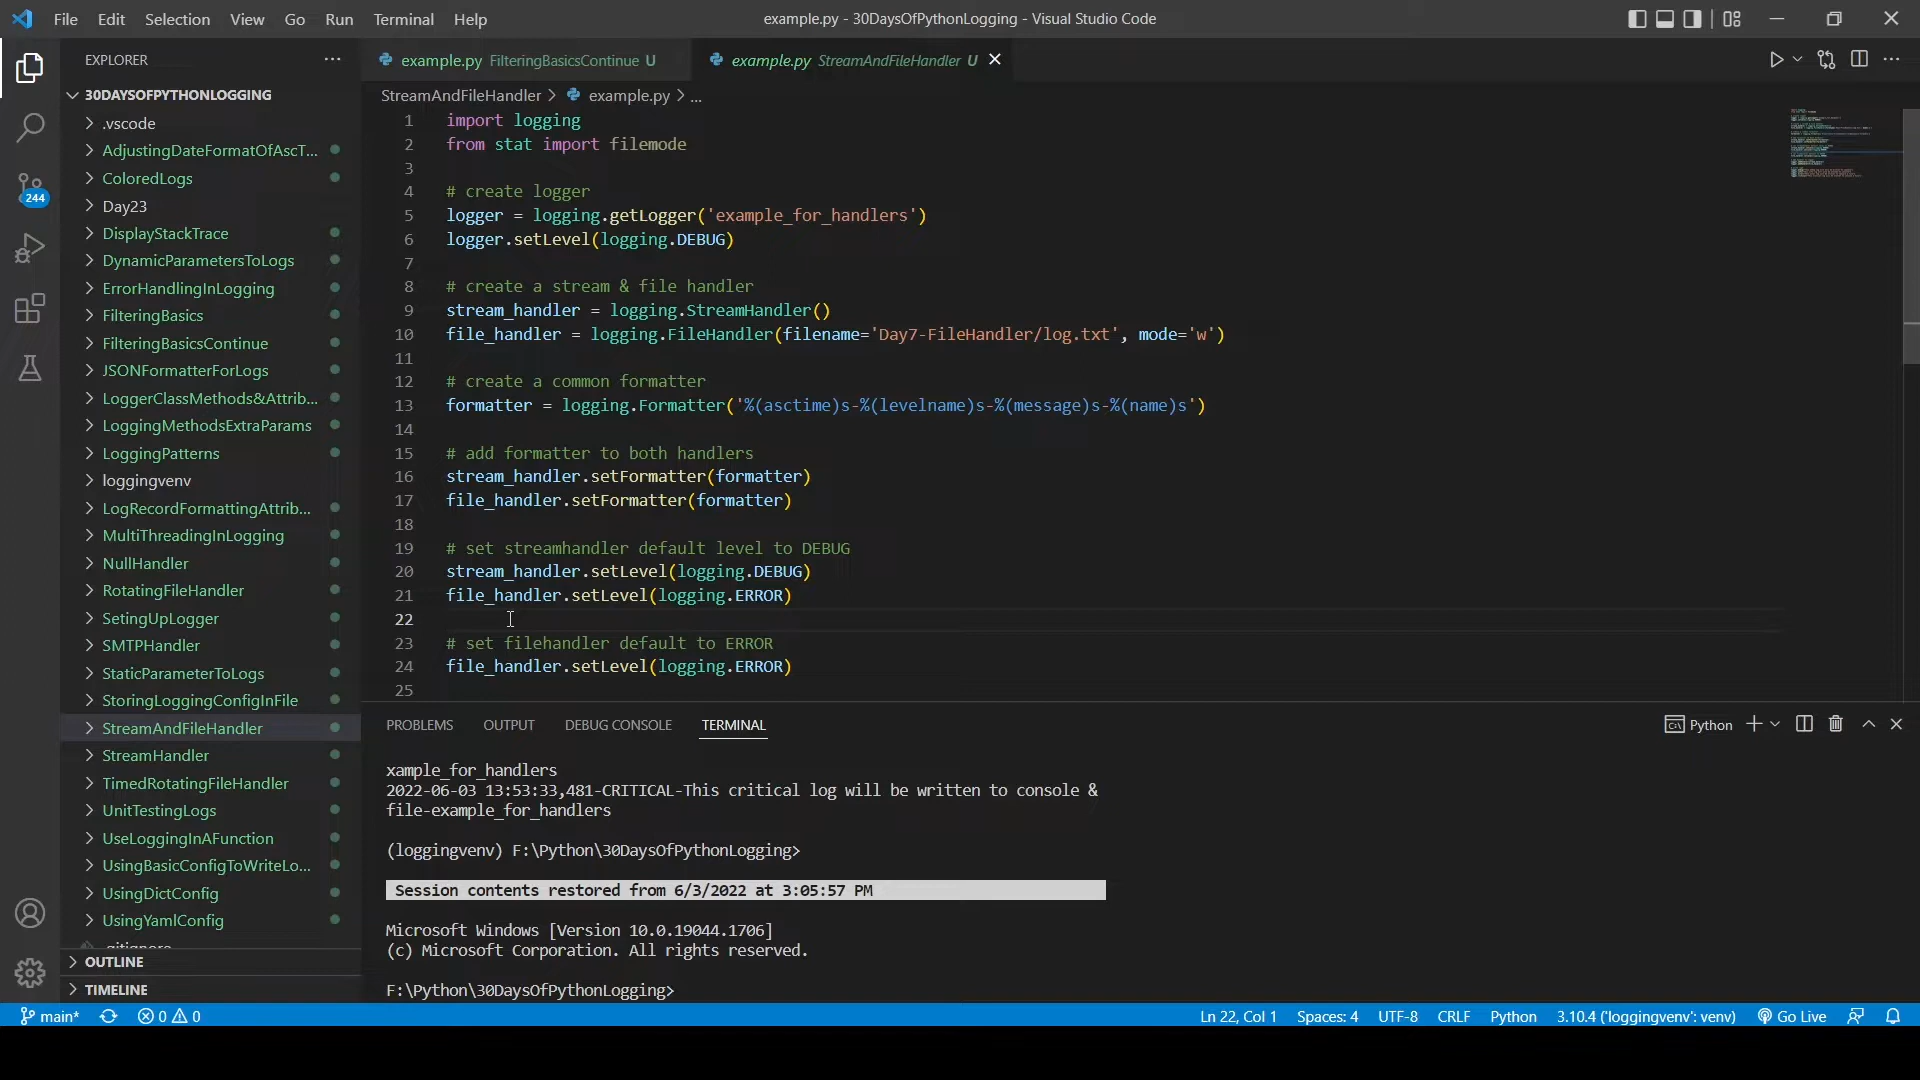 File Edit Selection View Go Run Terminal Help
example.py - 30DaysOfPythonLogging - Visual Studio Code
EXPLORER
30DAYSOFPYTHONLOGGING
.vscode
AdjustingDateFormatOfAscT...
ColoredLogs
Day23
DisplayStackTrace
DynamicParametersToLogs
ErrorHandlingInLogging
FilteringBasics
FilteringBasicsContinue
JSONFormatterForLogs
LoggerClassMethods&Attrib...
LoggingMethodsExtraParams
LoggingPatterns
loggingvenv
LogRecordFormattingAttrib...
MultiThreadingInLogging
NullHandler
RotatingFileHandler
SetingUpLogger
SMTPHandler
StaticParameterToLogs
StoringLoggingConfigInFile
StreamAndFileHandler
StreamHandler
TimedRotatingFileHandler
UnitTestingLogs
UseLoggingInAFunction
UsingBasicConfigToWriteLo...
UsingDictConfig
UsingYamlConfig
.gitignore
OUTLINE
TIMELINE
244
example.py FilteringBasicsContinue U
example.py StreamAndFileHandler U
StreamAndFileHandler > example.py > ...
1 import logging
2 from stat import filemode
3
4 # create logger
5 logger = logging.getLogger('example_for_handlers')
6 logger.setLevel(logging.DEBUG)
7
8 # create a stream & file handler
9 stream_handler = logging.StreamHandler()
10 file_handler = logging.FileHandler(filename='Day7-FileHandler/log.txt', mode='w')
11
12 # create a common formatter
13 formatter = logging.Formatter('%(asctime)s-%(levelname)s-%(message)s-%(name)s')
14
15 # add formatter to both handlers
16 stream_handler.setFormatter(formatter)
17 file_handler.setFormatter(formatter)
18
19 # set streamhandler default level to DEBUG
20 stream_handler.setLevel(logging.DEBUG)
21 file_handler.setLevel(logging.ERROR)
22
23 # set filehandler default to ERROR
24 file_handler.setLevel(logging.ERROR)
25
PROBLEMS OUTPUT DEBUG CONSOLE TERMINAL
Python
xample_for_handlers
2022-06-03 13:53:33,481-CRITICAL-This critical log will be written to console &
file-example_for_handlers
(loggingvenv) F:\Python\30DaysOfPythonLogging>
Session contents restored from 6/3/2022 at 3:05:57 PM
Microsoft Windows [Version 10.0.19044.1706]
(c) Microsoft Corporation. All rights reserved.
F:\Python\30DaysOfPythonLogging>
main* 0 0 Ln 22, Col 1 Spaces: 4 UTF-8 CRLF Python 3.10.4 ('loggingvenv': venv) Go Live